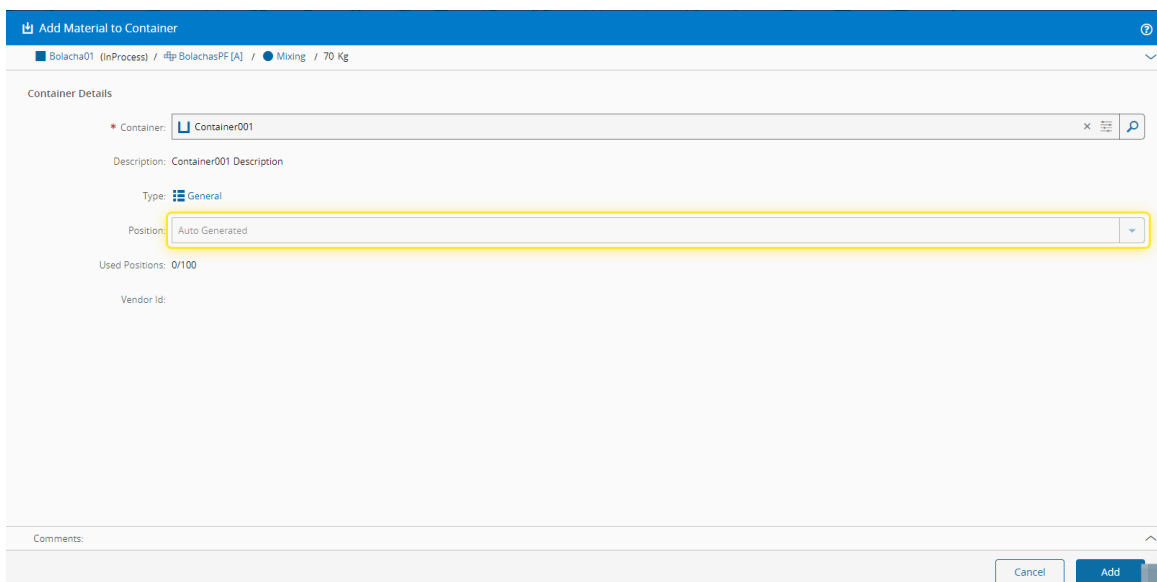 Add Material to Container
Bolacha01 (InProcess) / BolachasPF [A] / Mixing / 70 Kg
Container Details
* Container: Container001
Description: Container001 Description
Type: General
Position: Auto Generated
Used Positions: 0/100
Vendor Id:
Comments:
Cancel Add